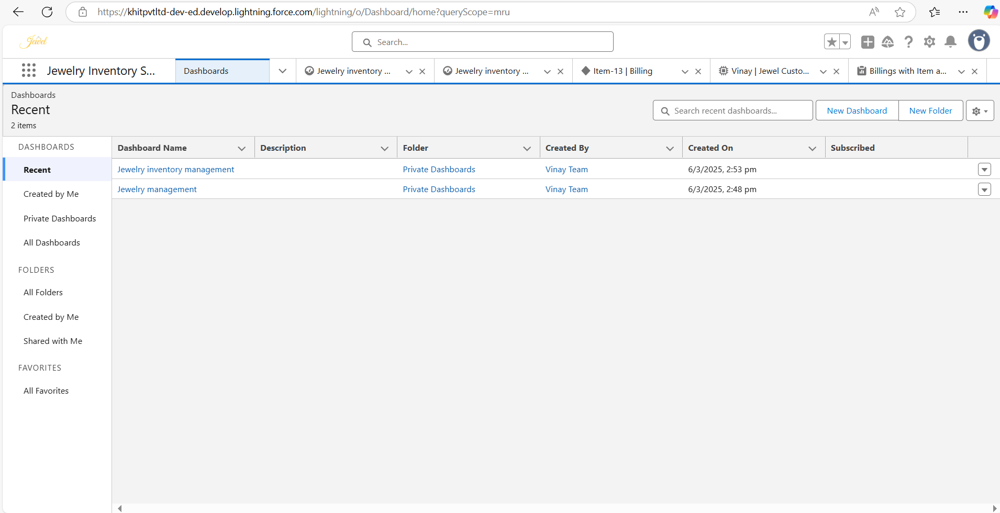 https://khitpvtltd-dev-ed.develop.lightning.force.com/lightning/o/Dashboard/home?queryScope=mru
Jewel
Search...
Jewelry Inventory S...
Dashboards
Jewelry inventory ...
Jewelry inventory ...
Item-13 | Billing
Vinay | Jewel Custo...
Billings with Item a...
Dashboards
Recent
2 items
Search recent dashboards...
New Dashboard
New Folder
DASHBOARDS
Recent
Created by Me
Private Dashboards
All Dashboards
FOLDERS
All Folders
Created by Me
Shared with Me
FAVORITES
All Favorites
Dashboard Name Description Folder Created By Created On Subscribed
Jewelry inventory management Private Dashboards Vinay Team 6/3/2025, 2:53 pm
Jewelry management Private Dashboards Vinay Team 6/3/2025, 2:48 pm